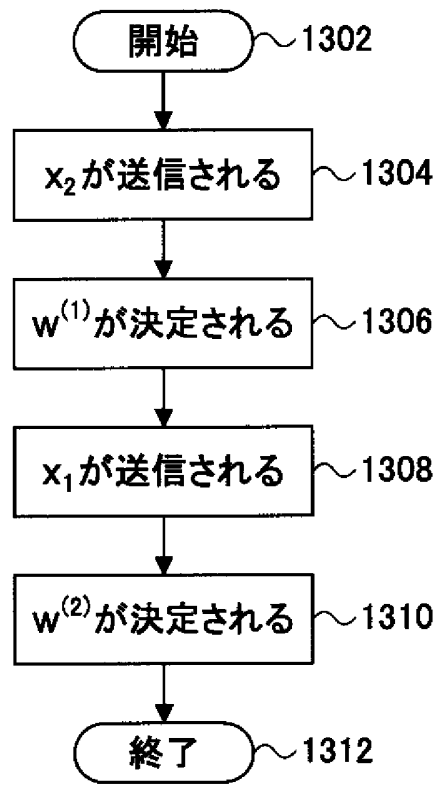 開始 1302
x₂が送信される 1304
w⁽¹⁾が決定される 1306
x₁が送信される 1308
w⁽²⁾が決定される 1310
終了 1312